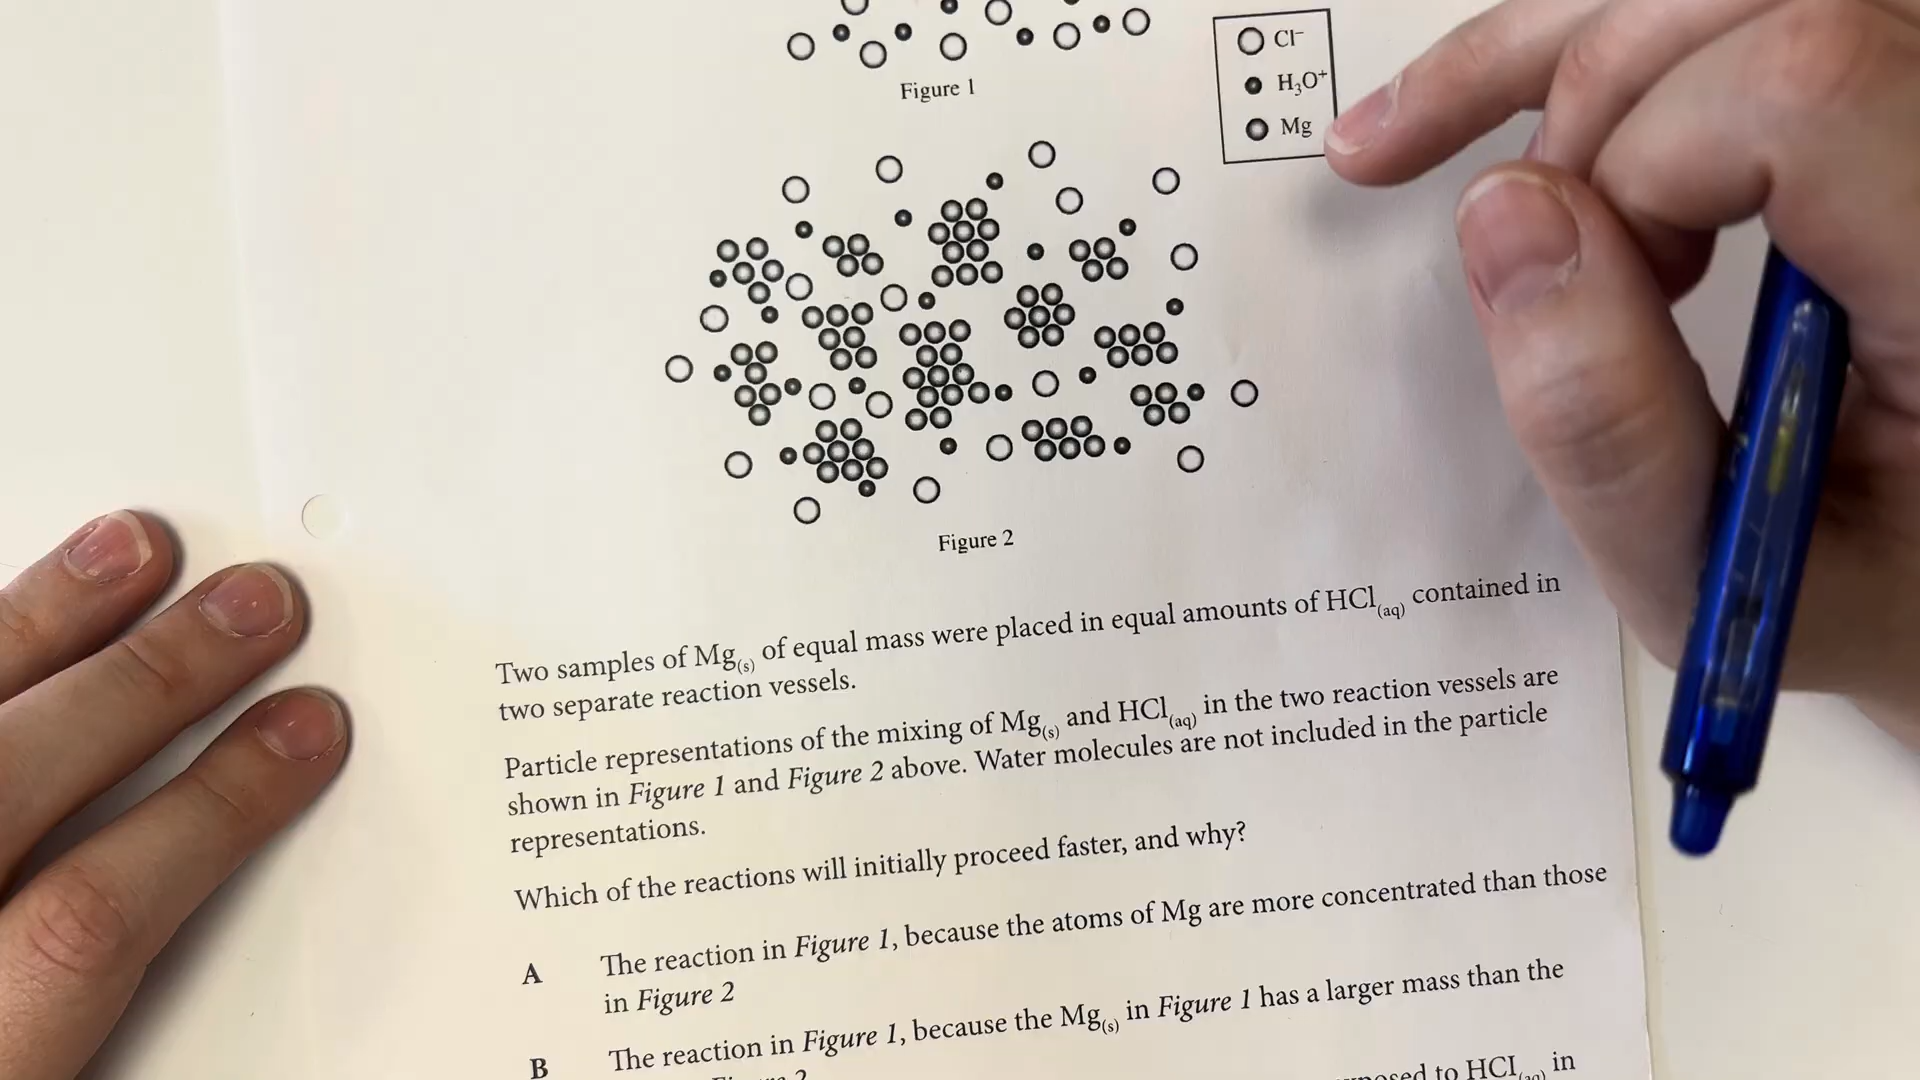 Cl⁻
H₃O⁺
Mg
Figure 1
Figure 2
Two samples of Mg(s) of equal mass were placed in equal amounts of HCl(aq) contained in
two separate reaction vessels.
Particle representations of the mixing of Mg(s) and HCl(aq) in the two reaction vessels are
shown in Figure 1 and Figure 2 above. Water molecules are not included in the particle
representations.
Which of the reactions will initially proceed faster, and why?
A The reaction in Figure 1, because the atoms of Mg are more concentrated than those
in Figure 2
B The reaction in Figure 1, because the Mg(s) in Figure 1 has a larger mass than the
2
to HCl(aq) in